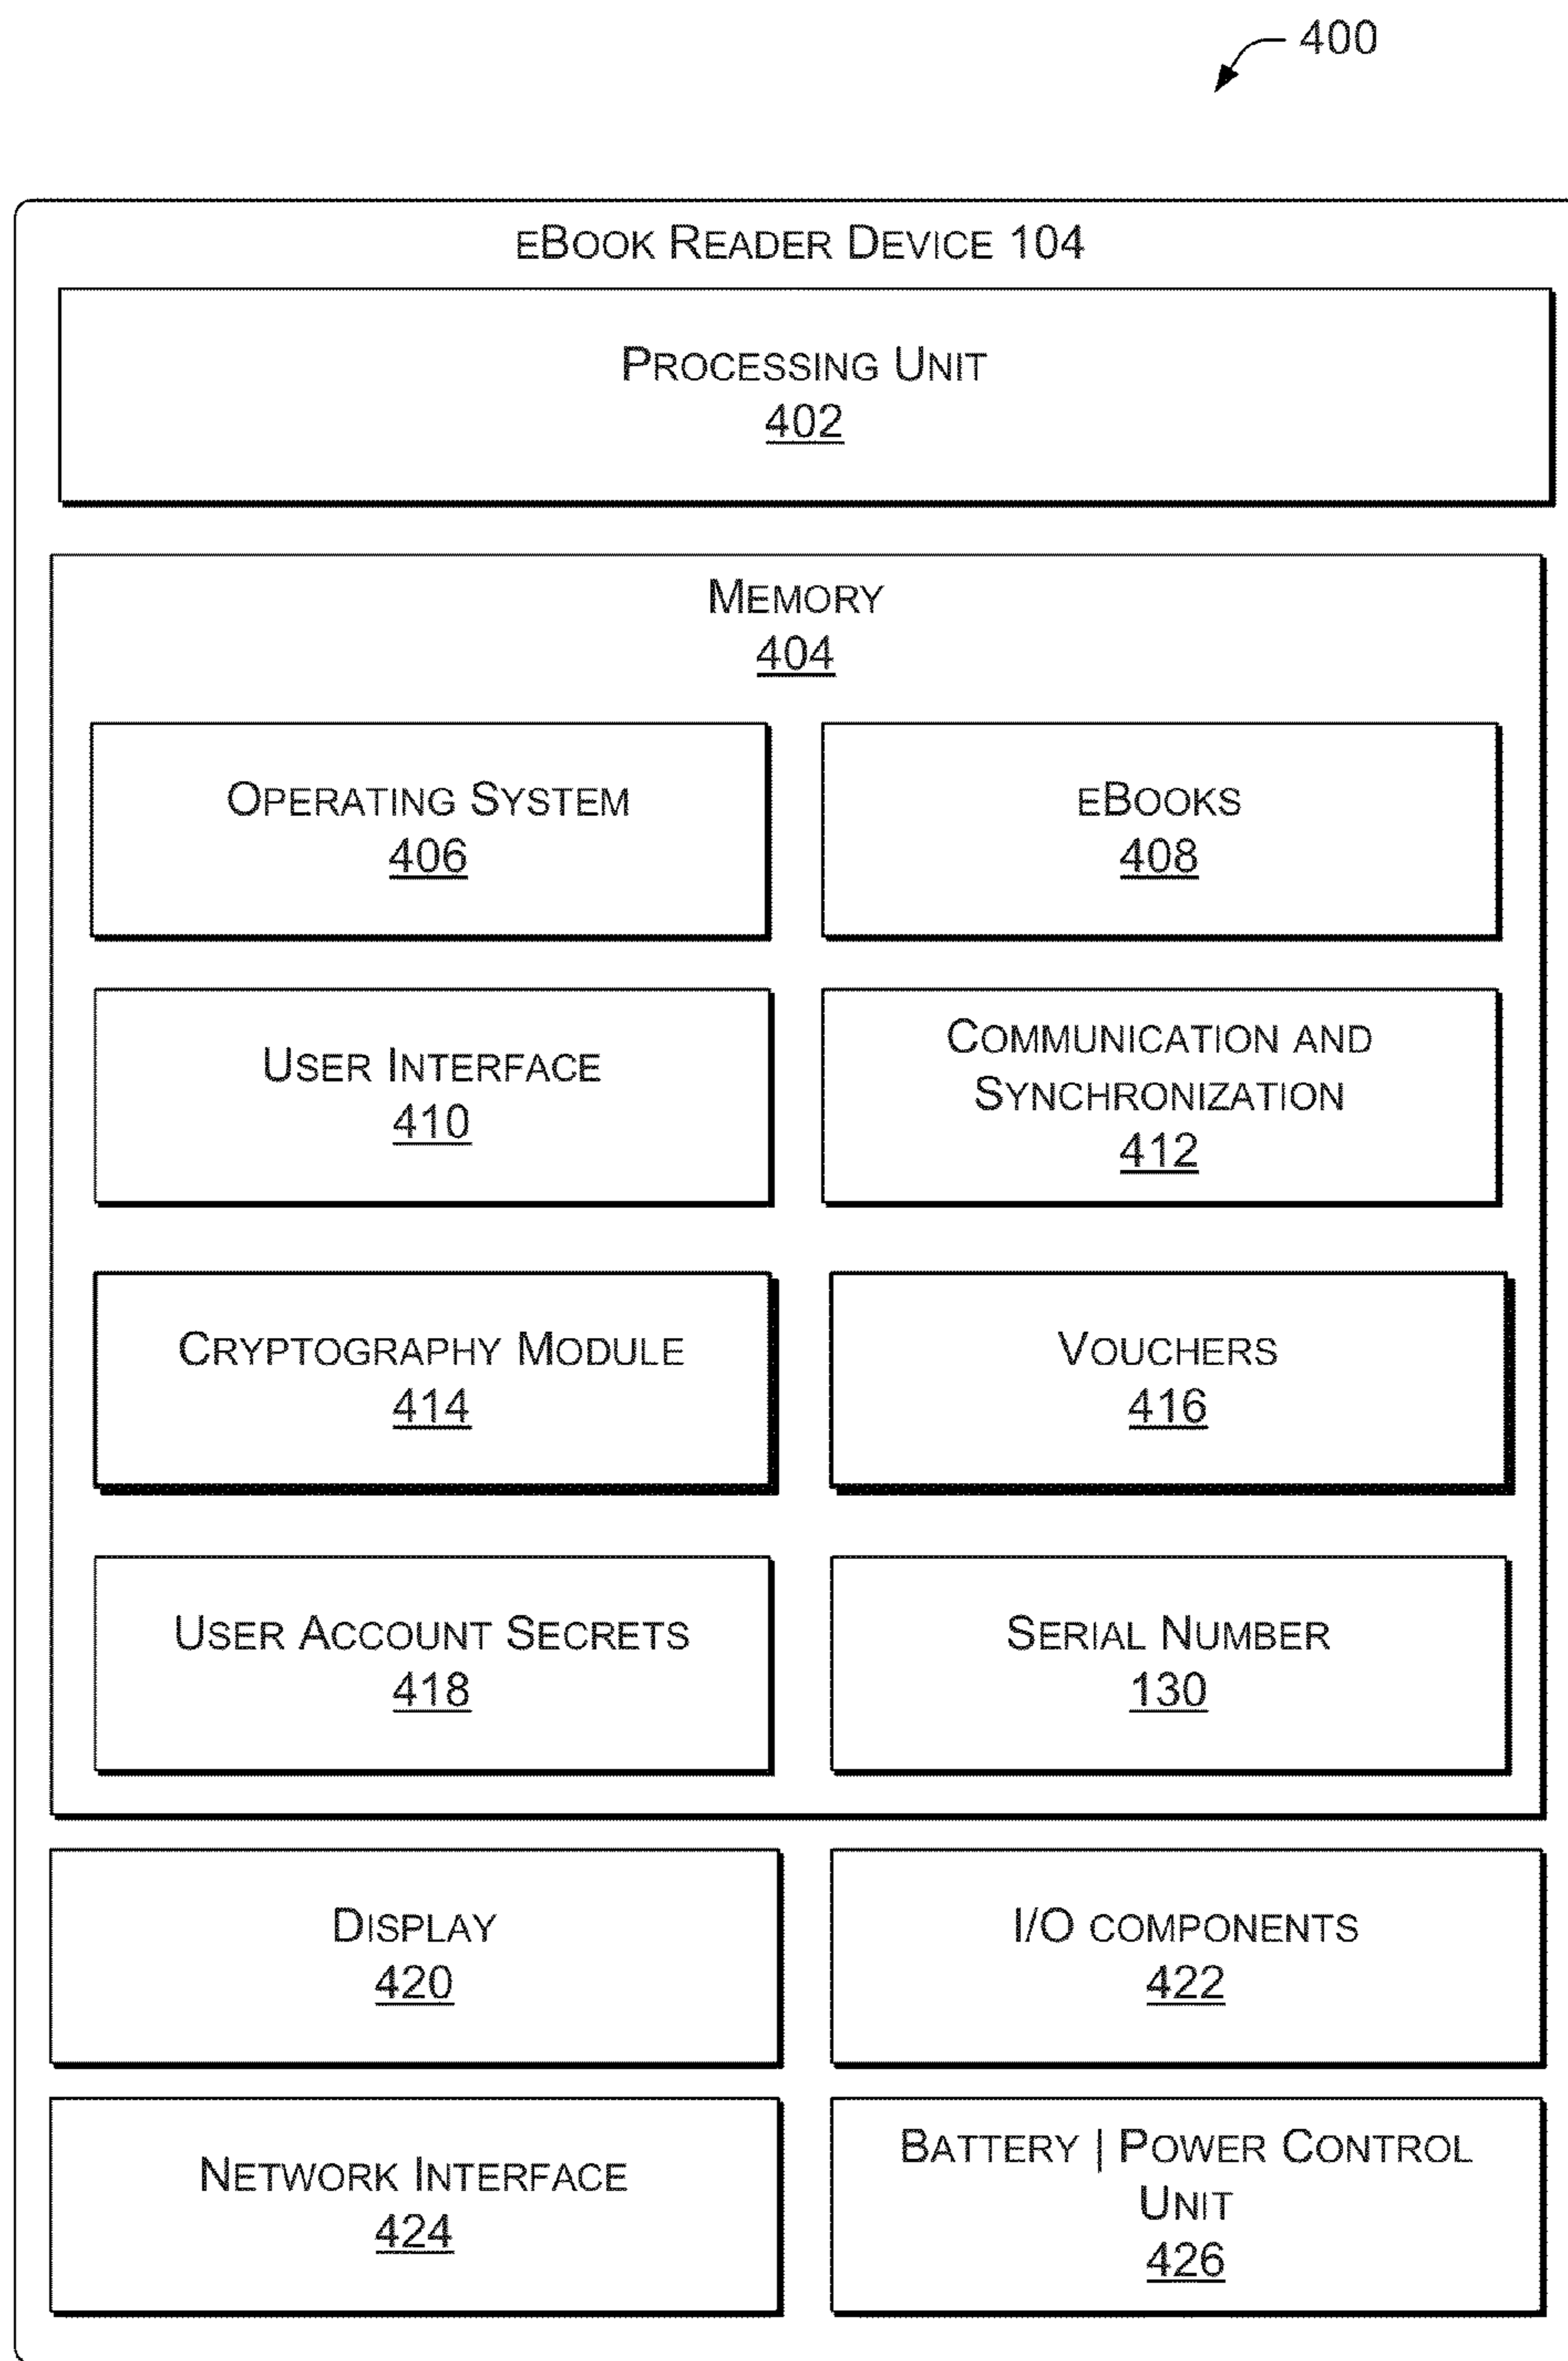 400
EBOOK READER DEVICE 104
PROCESSING UNIT
402
MEMORY
404
OPERATING SYSTEM
406
EBOOKS
408
USER INTERFACE
410
COMMUNICATION AND
SYNCHRONIZATION
412
CRYPTOGRAPHY MODULE
414
VOUCHERS
416
USER ACCOUNT SECRETS
418
SERIAL NUMBER
130
DISPLAY
420
I/O COMPONENTS
422
NETWORK INTERFACE
424
BATTERY | POWER CONTROL
UNIT
426